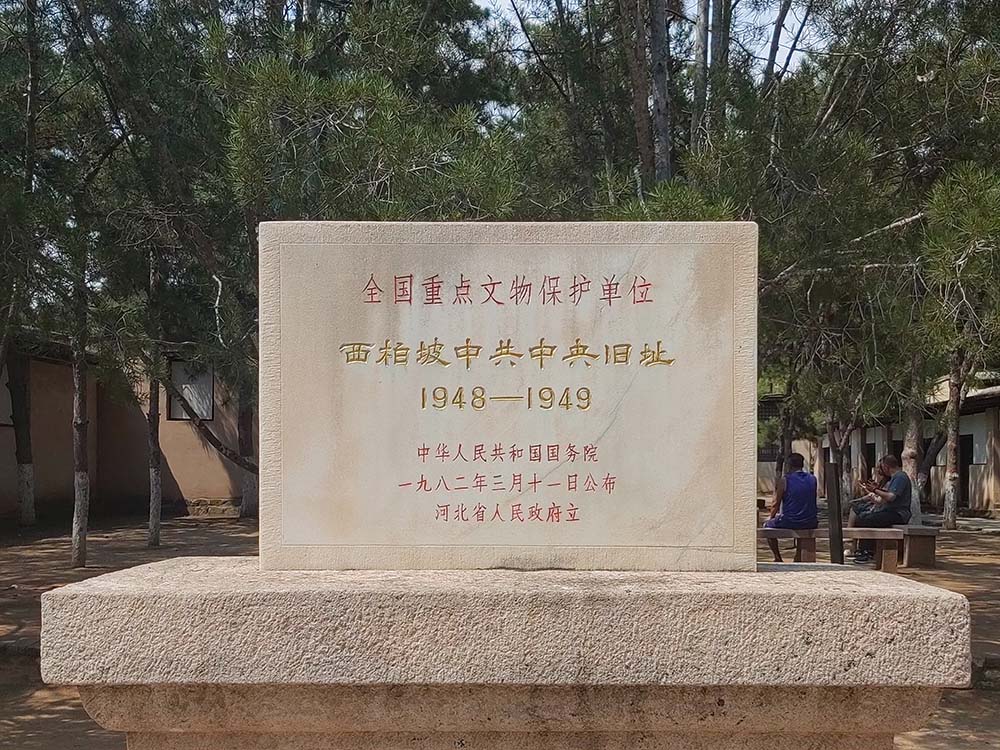 全国重点文物保护单位
西柏坡中共中央旧址
1948—1949
中华人民共和国国务院
一九八二年三月十一日公布
河北省人民政府立